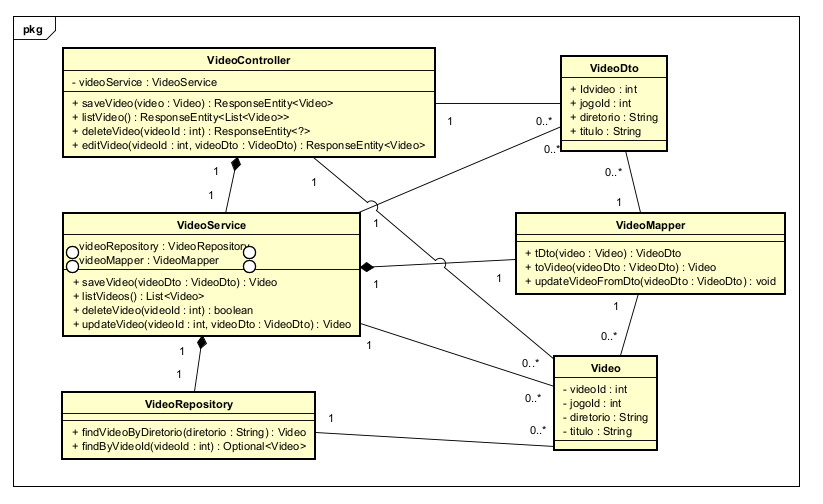 pkg
VideoController
- videoService : VideoService
+ saveVideo(video : Video) : ResponseEntity<Video>
+ listVideo() : ResponseEntity<List<Video>>
+ deleteVideo(videoId : int) : ResponseEntity<?>
+ editVideo(videoId : int, videoDto : VideoDto) : ResponseEntity<Video>
VideoDto
+ Idvideo : int
+ jogoId : int
+ diretorio : String
+ titulo : String
1
0..*
0..*
1
1
1
0..*
1
1
VideoService
videoRepository : VideoRepository
videoMapper : VideoMapper
+ saveVideo(videoDto : VideoDto) : Video
+ listVideos() : List<Video>
+ deleteVideo(videoId : int) : boolean
+ updateVideo(videoId : int, videoDto : VideoDto) : Video
VideoMapper
+ tDto(video : Video) : VideoDto
+ toVideo(videoDto : VideoDto) : Video
+ updateVideoFromDto(videoDto : VideoDto) : void
1
1
1
0..*
1
1
1
0..*
0..*
VideoRepository
+ findVideoByDiretorio(diretorio : String) : Video
+ findByVideoId(videoId : int) : Optional<Video>
1
0..*
Video
- videoId : int
- jogoId : int
- diretorio : String
- titulo : String